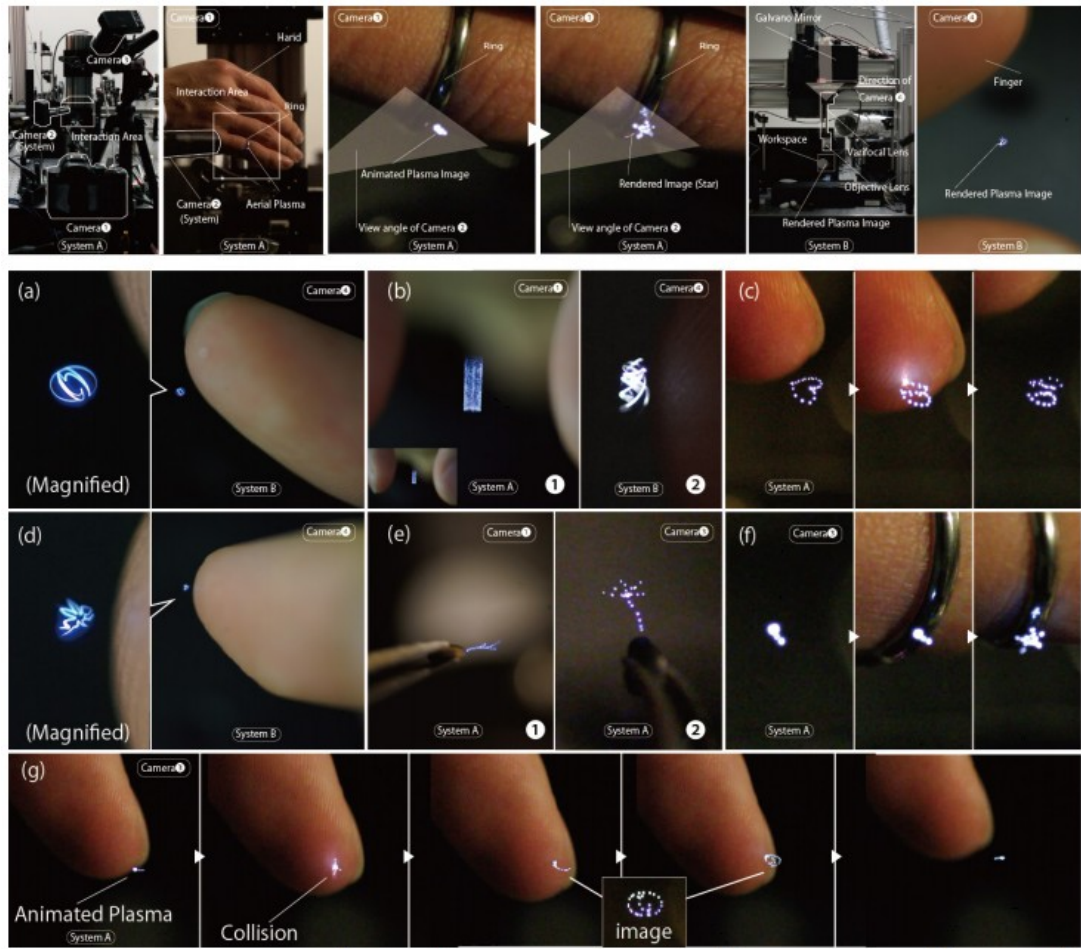 Camera❶
Camera❷
(System)
Interaction Area
Camera❶
System A
Camera❶
Hand
Interaction Area
Ring
Camera❷
(System)
Aerial Plasma
System A
Camera❸
Ring
Animated Plasma Image
View angle of Camera ❷
System A
Camera❸
Ring
Rendered Image (Star)
View angle of Camera ❷
System A
Galvano Mirror
Direction of
Camera ❹
Workspace
Varifocal Lens
Objective Lens
Rendered Plasma Image
System B
Camera❹
Finger
Rendered Plasma Image
System B
(a)
Camera❹
(Magnified)
System B
(b)
Camera❶
System A
❶
Camera❹
System B
❷
(c)
System A
(d)
Camera❹
(Magnified)
System B
(e)
Camera❶
System A
❶
Camera❸
System A
❷
(f)
Camera❸
System A
(g)
Camera❶
Animated Plasma
System A
Collision
image